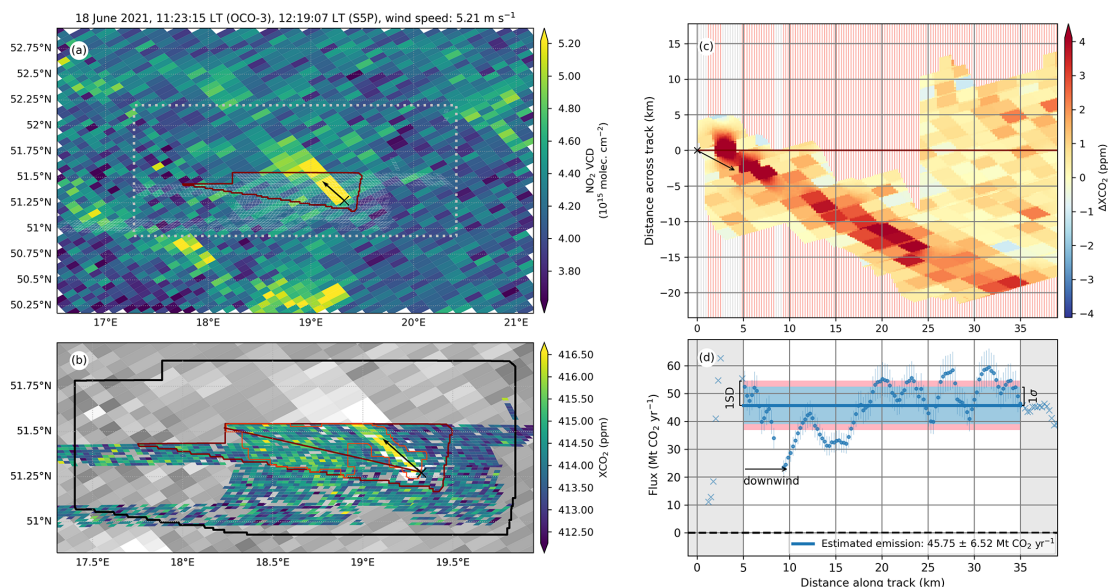 18 June 2021, 11:23:15 LT (OCO-3), 12:19:07 LT (S5P), wind speed: 5.21 m s⁻¹
(a)
52.75°N
52.5°N
52.25°N
52°N
51.75°N
51.5°N
51.25°N
51°N
50.75°N
50.5°N
50.25°N
17°E
18°E
19°E
20°E
21°E
5.20
5.00
4.80
4.60
4.40
4.20
4.00
3.80
NO₂ VCD
(10¹⁵ molec. cm⁻²)
(b)
51.75°N
51.5°N
51.25°N
51°N
17.5°E
18°E
18.5°E
19°E
19.5°E
416.50
416.00
415.50
415.00
414.50
414.00
413.50
413.00
412.50
XCO₂ (ppm)
(c)
15
10
5
0
−5
−10
−15
−20
Distance across track (km)
0
5
10
15
20
25
30
35
4
3
2
1
0
−1
−2
−3
−4
ΔXCO₂ (ppm)
(d)
60
50
40
30
20
10
0
Flux (Mt CO₂ yr⁻¹)
1SD
1σ
downwind
Estimated emission: 45.75 ± 6.52 Mt CO₂ yr⁻¹
0
5
10
15
20
25
30
35
Distance along track (km)